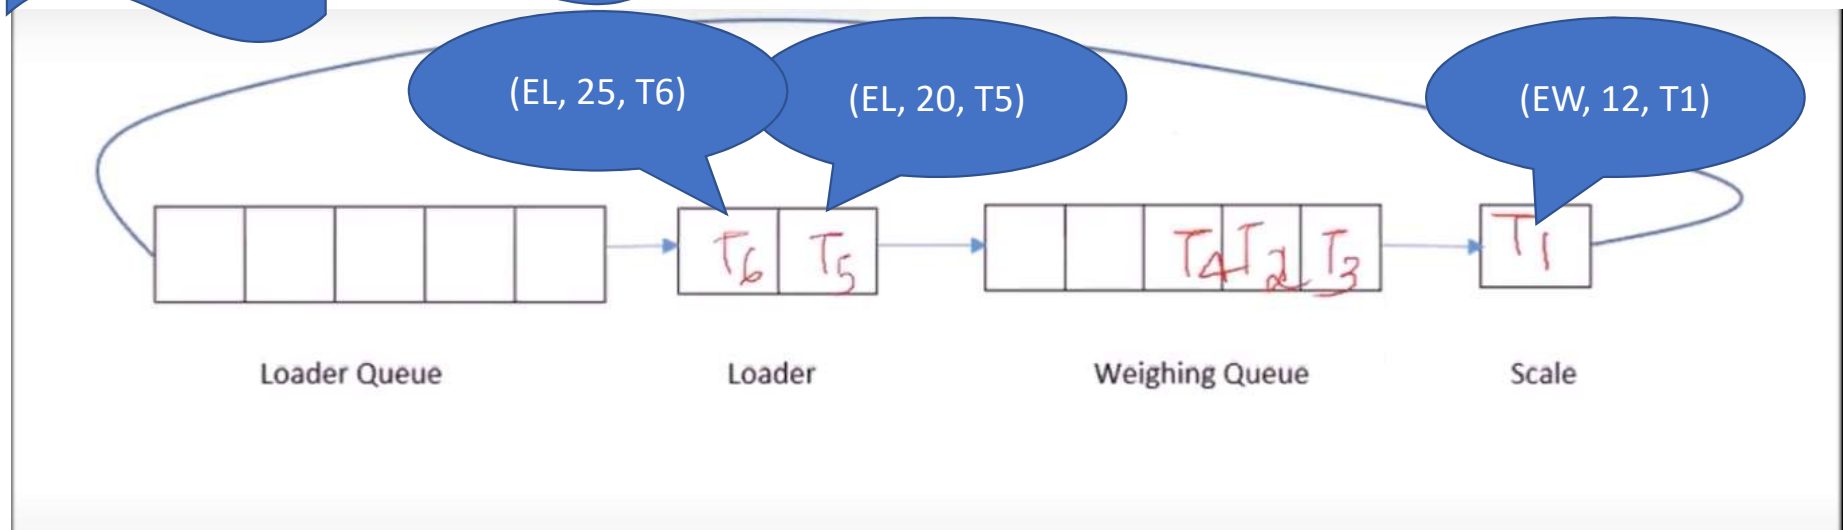 (EL, 25, T6)
(EL, 20, T5)
(EW, 12, T1)
T6 T5 T4 T2 T3 T1
Loader Queue
Loader
Weighing Queue
Scale